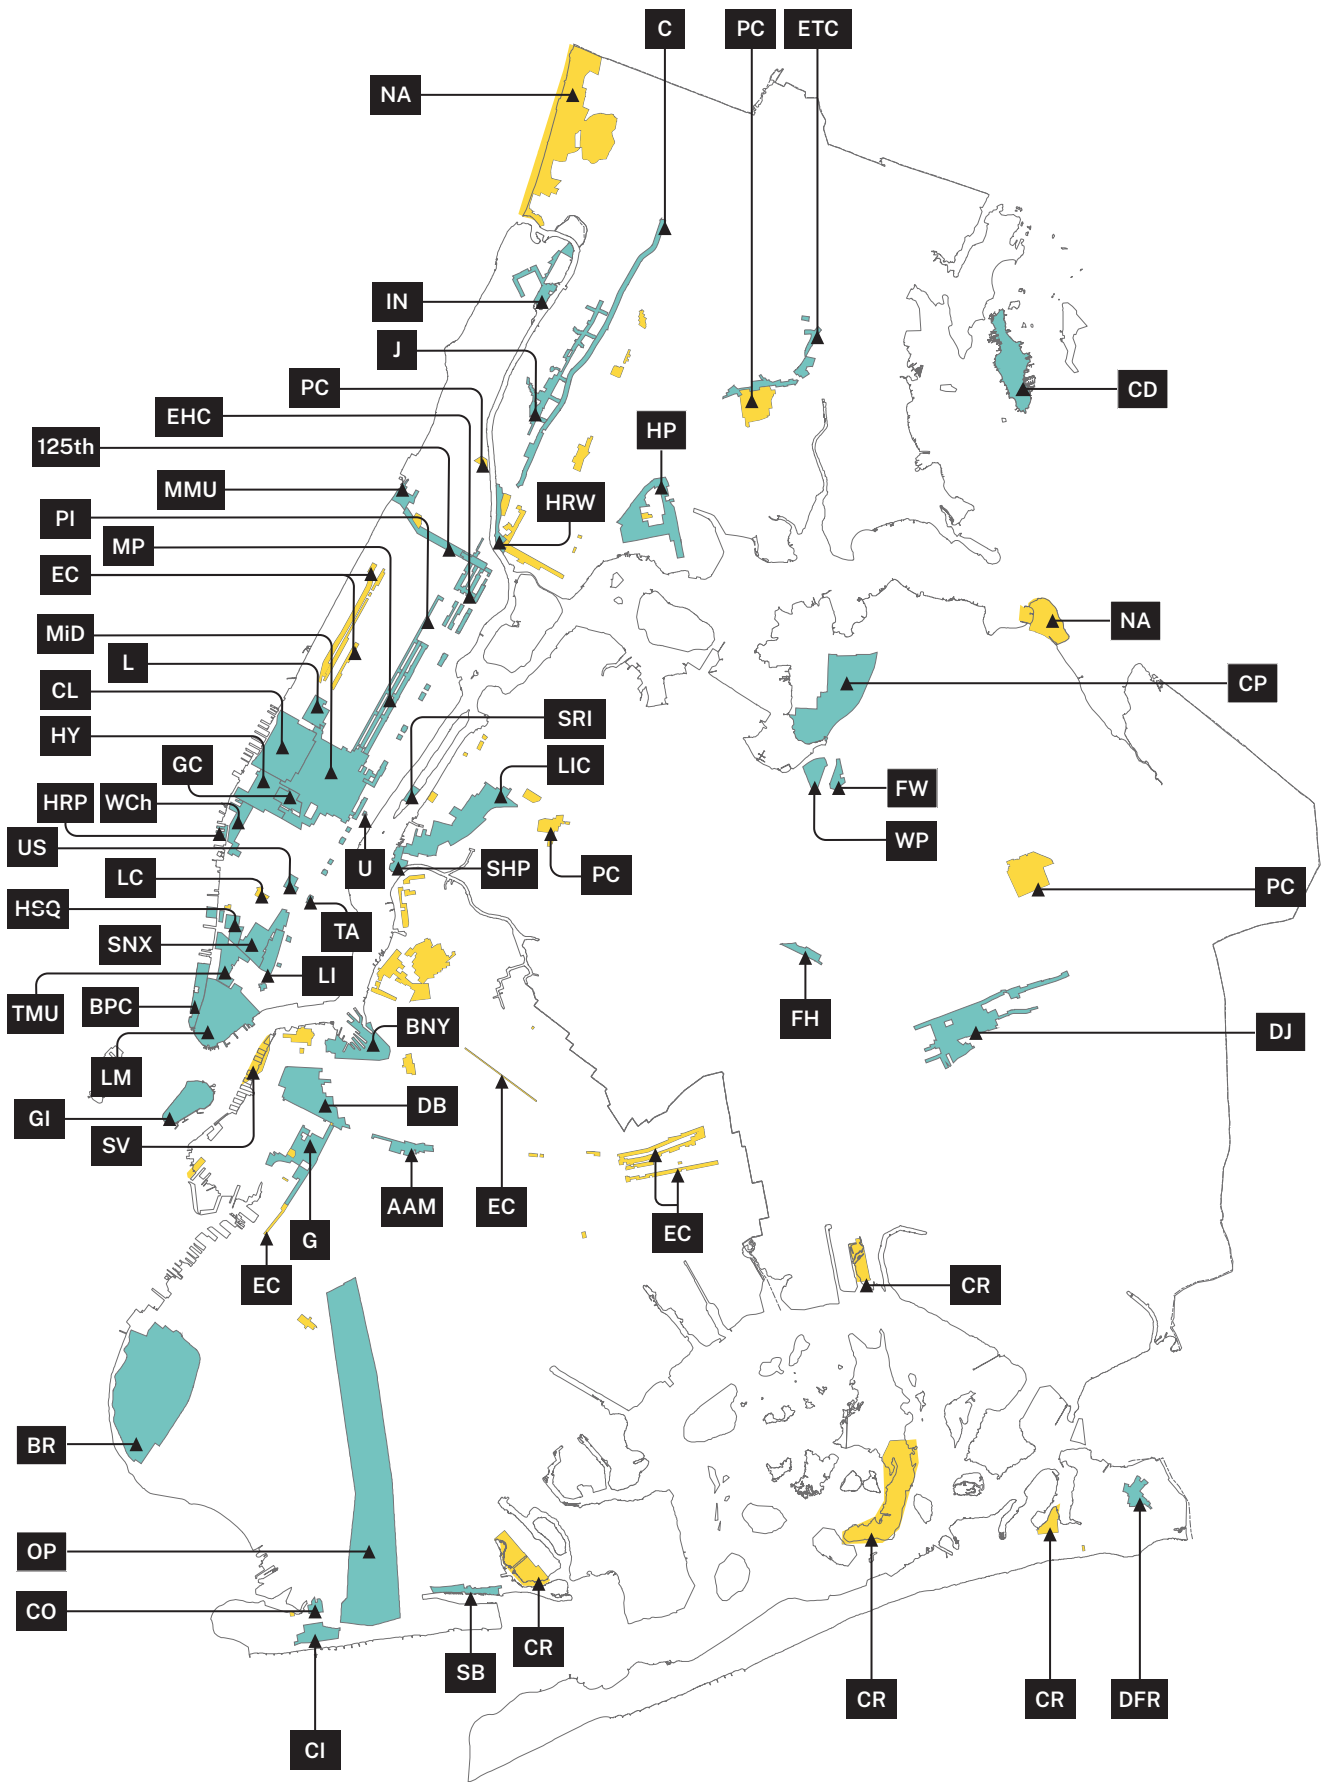 C
PC
ETC
NA
IN
J
PC
CD
EHC
HP
125th
MMU
HRW
PI
MP
EC
NA
MiD
L
CP
CL
SRI
HY
GC
LIC
HRP
WCh
FW
US
WP
U
SHP
PC
LC
PC
HSQ
TA
SNX
LI
BPC
TMU
FH
BNY
DJ
LM
DB
GI
SV
AAM
EC
EC
G
EC
CR
BR
OP
CO
CR
SB
CR
CR
DFR
CI